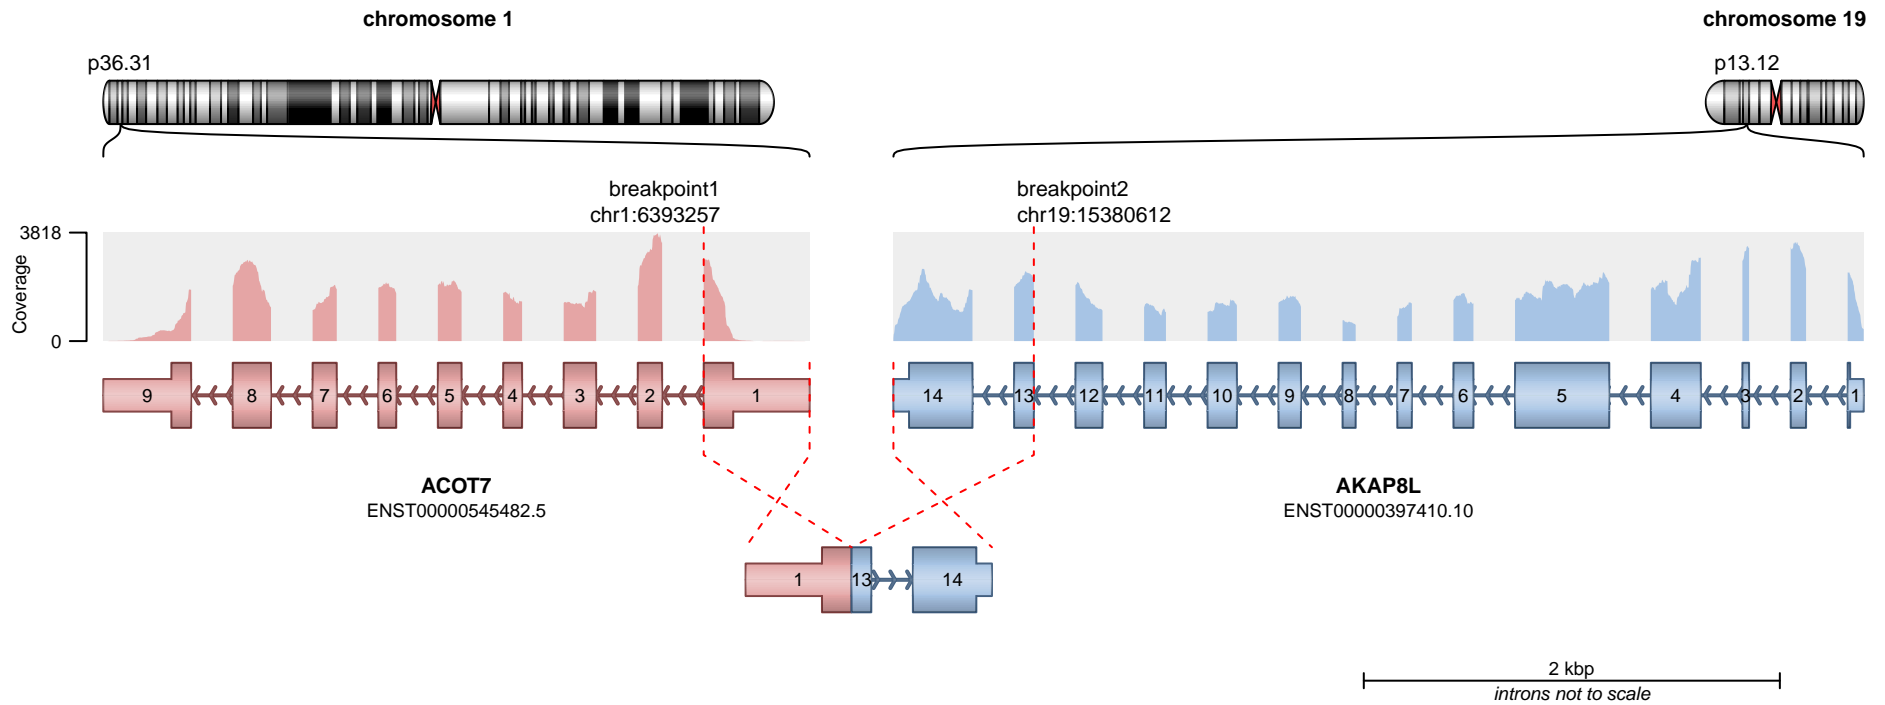 chromosome 1
chromosome 19
p36.31
p13.12
breakpoint1
chr1:6393257
breakpoint2
chr19:15380612
3818
Coverage
0
9 8 7 6 5 4 3 2 1
14 13 12 11 10 9 8 7 6 5 4 3 2 1
ACOT7
ENST00000545482.5
AKAP8L
ENST00000397410.10
1 13 14
2 kbp
introns not to scale